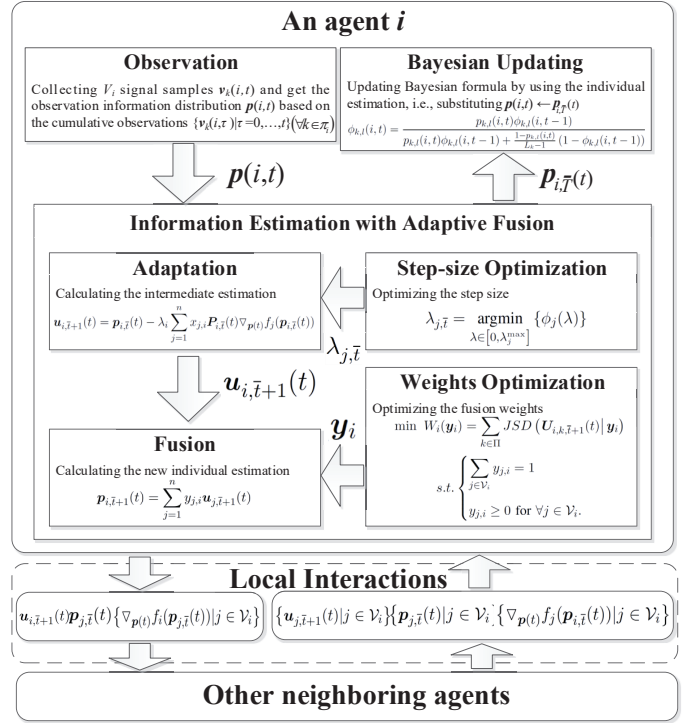 An agent i
Observation
Collecting V_i signal samples v_k(i,t) and get the
observation information distribution p(i,t) based on
the cumulative observations {v_k(i,τ)|τ=0,…,t}(∀k∈π_i)
Bayesian Updating
Updating Bayesian formula by using the individual
estimation, i.e., substituting p(i,t) ← p_{i,T̄}(t)
ϕ_{k,l}(i,t) = p_{k,l}(i,t)ϕ_{k,l}(i,t−1) / (p_{k,l}(i,t)ϕ_{k,l}(i,t−1) + (1−p_{k,l}(i,t))/(L_k−1) (1−ϕ_{k,l}(i,t−1)))
p(i,t)
p_{i,T̄}(t)
Information Estimation with Adaptive Fusion
Adaptation
Calculating the intermediate estimation
u_{i,t̄+1}(t) = p_{i,t̄}(t) − λ_i ∑_{j=1}^{n} x_{j,i} P_{i,t̄}(t)∇_{p(t)} f_j(p_{i,t̄}(t))
Step-size Optimization
Optimizing the step size
λ_{j,t̄} = argmin_{λ∈[0,λ_j^{max}]} {ϕ_j(λ)}
λ_{j,t̄}
u_{i,t̄+1}(t)
Weights Optimization
Optimizing the fusion weights
min W_i(y_i) = ∑_{k∈Π} JSD (U_{i,k,t̄+1}(t)| y_i)
s.t. { ∑_{j∈𝒱_i} y_{j,i} = 1
y_{j,i} ≥ 0 for ∀j ∈ 𝒱_i.
y_i
Fusion
Calculating the new individual estimation
p_{i,t̄+1}(t) = ∑_{j=1}^{n} y_{j,i} u_{j,t̄+1}(t)
Local Interactions
u_{i,t̄+1}(t) p_{j,t̄}(t) {∇_{p(t)} f_i(p_{j,t̄}(t))|j ∈ 𝒱_i}
{u_{j,t̄+1}(t)|j ∈ 𝒱_i} {p_{j,t̄}(t)|j ∈ 𝒱_i} {∇_{p(t)} f_j(p_{i,t̄}(t))|j ∈ 𝒱_i}
Other neighboring agents